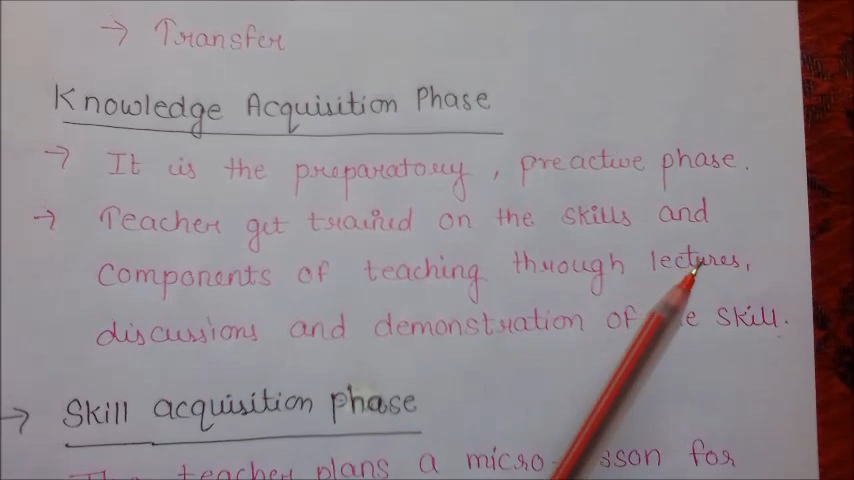 → Transfer
Knowledge Acquisition Phase
→ It is the preparatory, preactive phase.
→ Teacher get trained on the skills and
components of teaching through lectures,
discussions and demonstration of skill.
→ Skill acquisition phase
teacher plans a micro for